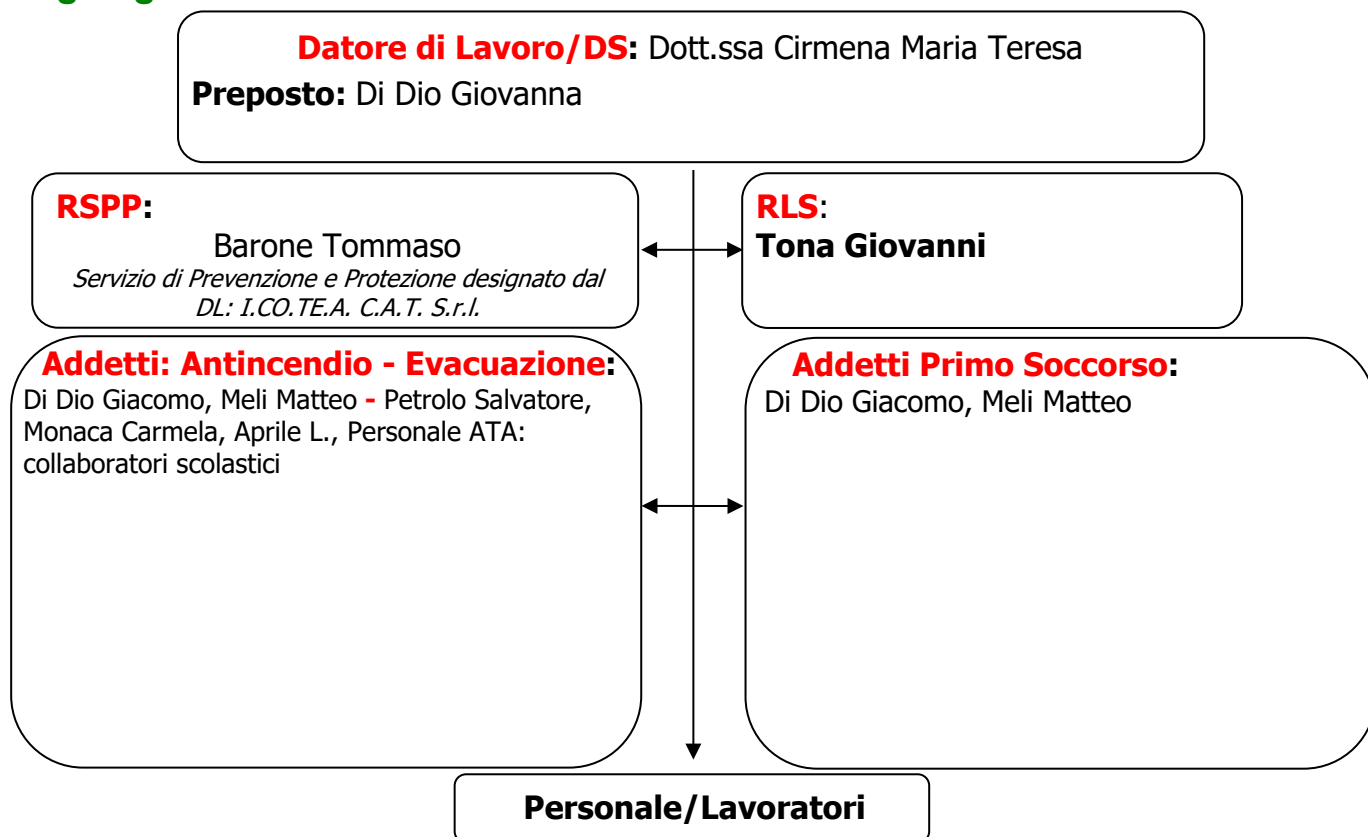 Datore di Lavoro/DS: Dott.ssa Cirmena Maria Teresa
Preposto: Di Dio Giovanna
RSPP:
Barone Tommaso
Servizio di Prevenzione e Protezione designato dal
DL: I.CO.TE.A. C.A.T. S.r.l.
RLS:
Tona Giovanni
Addetti: Antincendio - Evacuazione:
Di Dio Giacomo, Meli Matteo - Petrolo Salvatore,
Monaca Carmela, Aprile L., Personale ATA:
collaboratori scolastici
Addetti Primo Soccorso:
Di Dio Giacomo, Meli Matteo
Personale/Lavoratori